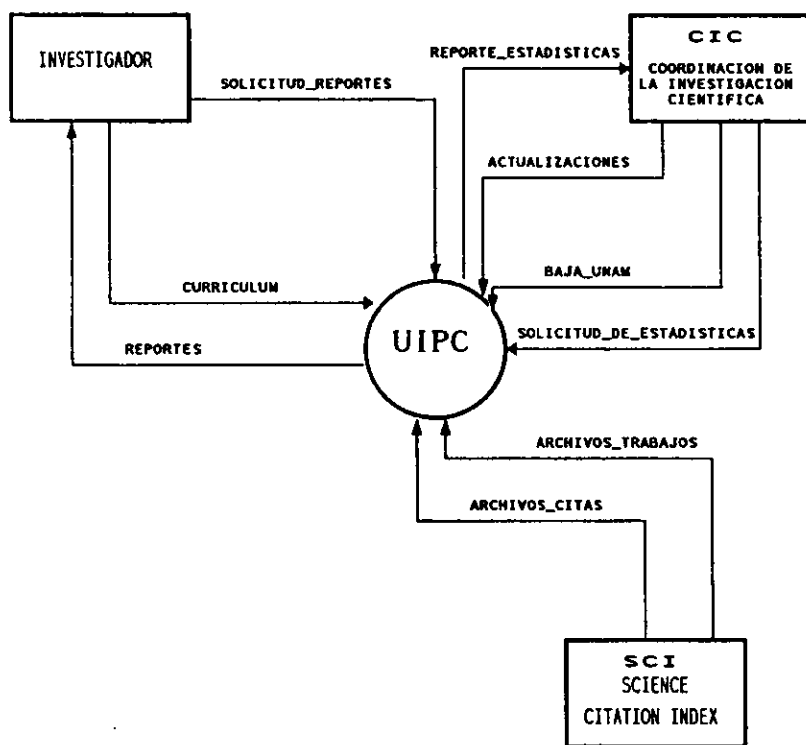 INVESTIGADOR
CIC
COORDINACION DE
LA INVESTIGACION
CIENTIFICA
REPORTE_ESTADISTICAS
SOLICITUD_REPORTES
ACTUALIZACIONES
CURRICULUM
BAJA_UNAM
UIPC
SOLICITUD_DE_ESTADISTICAS
REPORTES
ARCHIVOS_TRABAJOS
ARCHIVOS_CITAS
SCI
SCIENCE
CITATION INDEX